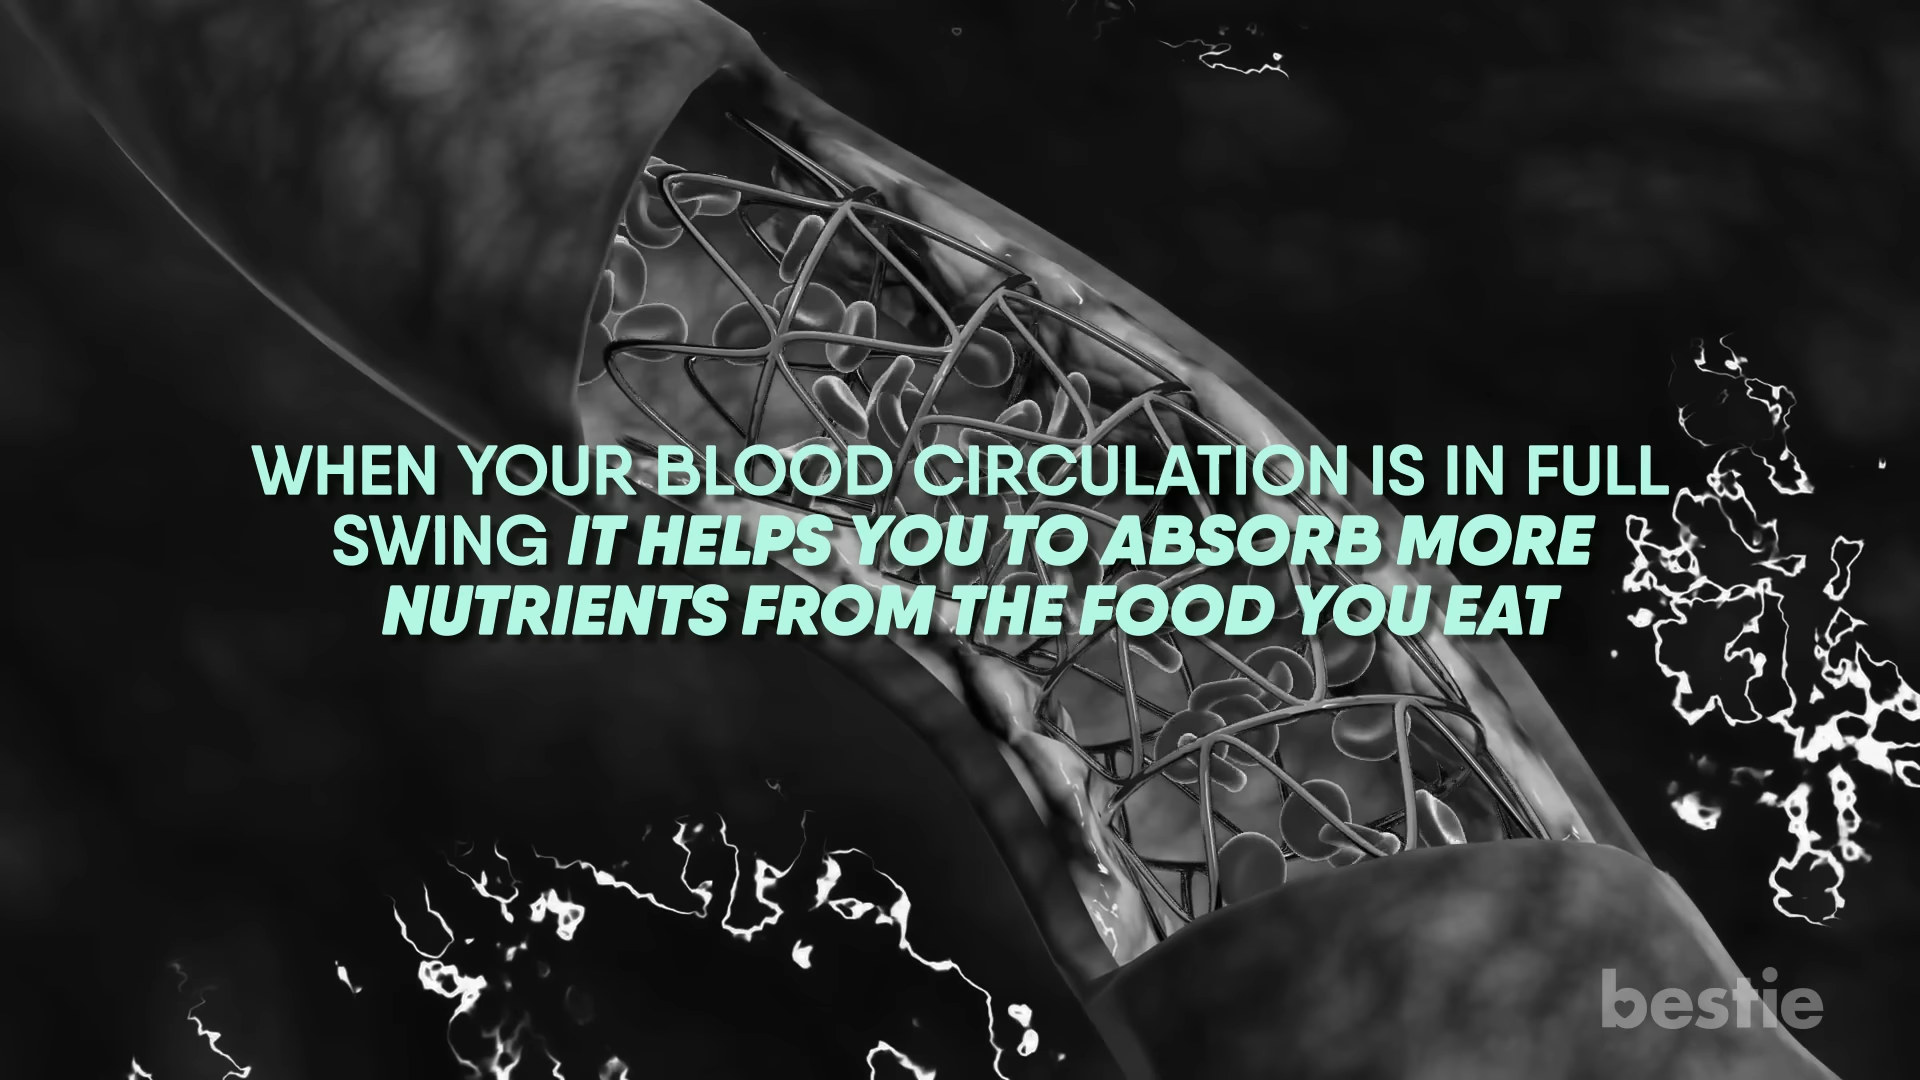 WHEN YOUR BLOOD CIRCULATION IS IN FULL
SWING IT HELPS YOU TO ABSORB MORE
NUTRIENTS FROM THE FOOD YOU EAT
bestie